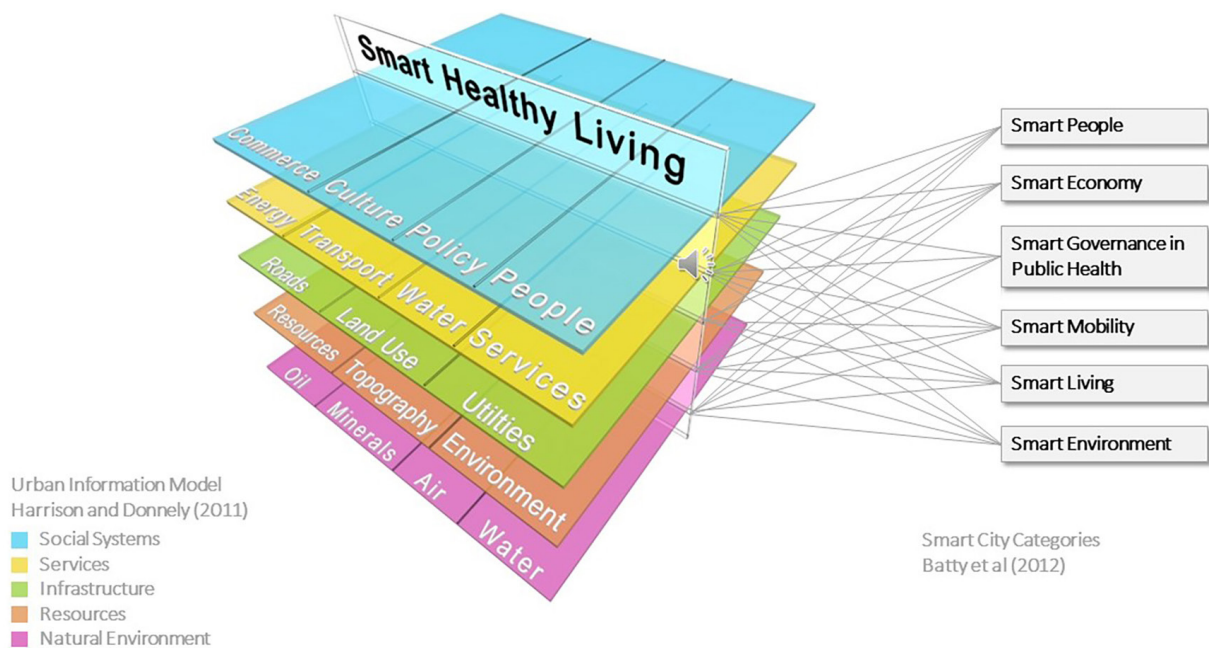 Smart Healthy Living
Commerce
Culture
Policy
People
Energy
Transport
Water
Services
Roads
Land Use
Utilties
Resources
Topography
Environment
Oil
Minerals
Air
Water
Smart People
Smart Economy
Smart Governance in
Public Health
Smart Mobility
Smart Living
Smart Environment
Urban Information Model
Harrison and Donnely (2011)
Social Systems
Services
Infrastructure
Resources
Natural Environment
Smart City Categories
Batty et al (2012)